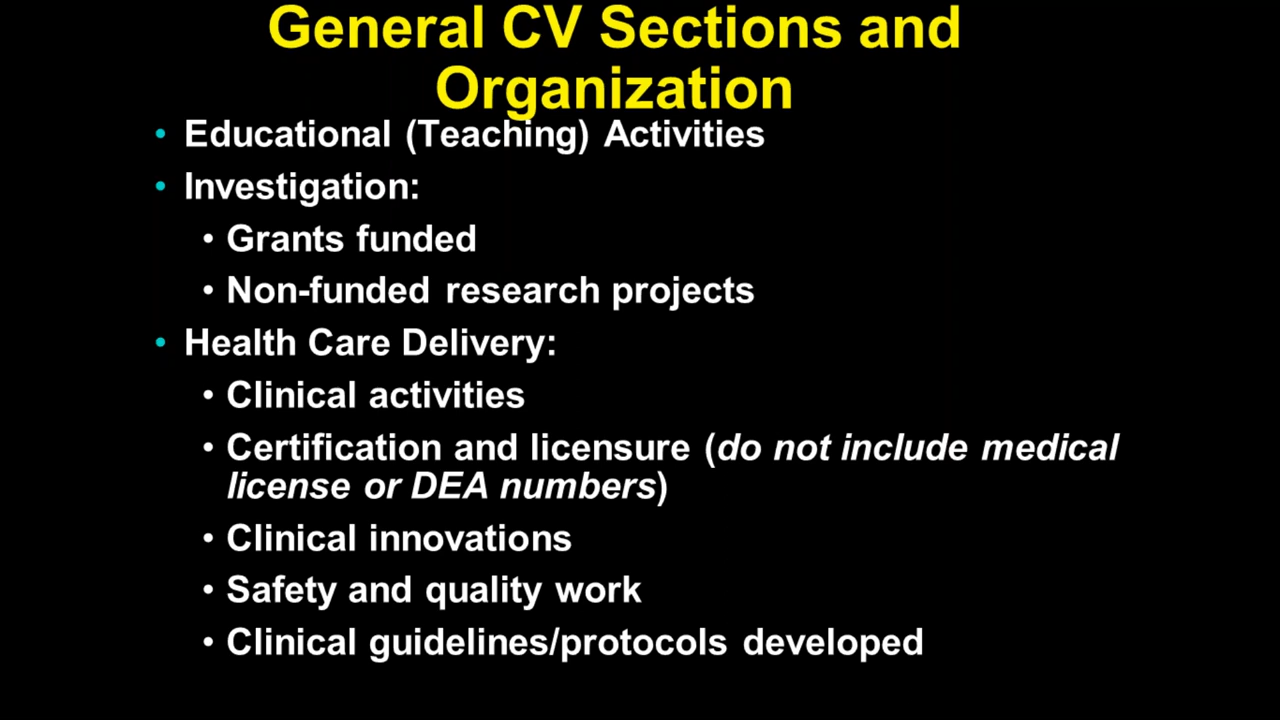 General CV Sections and
Organization
• Educational (Teaching) Activities
• Investigation:
• Grants funded
• Non-funded research projects
• Health Care Delivery:
• Clinical activities
• Certification and licensure (do not include medical
license or DEA numbers)
• Clinical innovations
• Safety and quality work
• Clinical guidelines/protocols developed